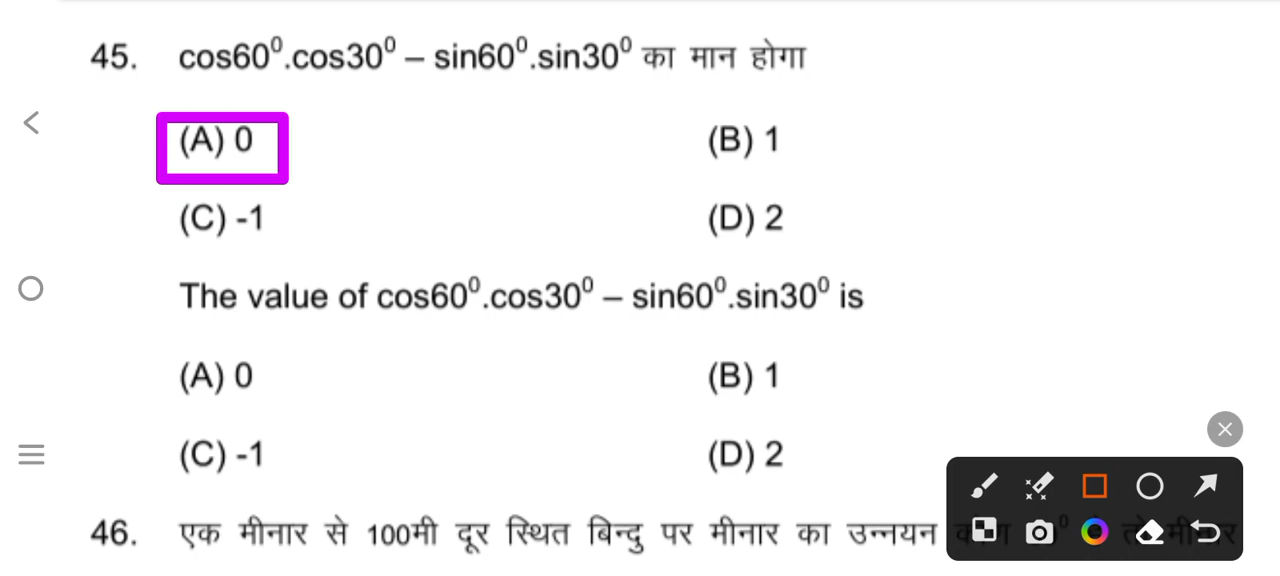 45. cos60⁰.cos30⁰ – sin60⁰.sin30⁰ का मान होगा
(A) 0 (B) 1
(C) -1 (D) 2
The value of cos60⁰.cos30⁰ – sin60⁰.sin30⁰ is
(A) 0 (B) 1
(C) -1 (D) 2
46. एक मीनार से 100मी दूर स्थित बिन्दु पर मीनार का उन्नयन